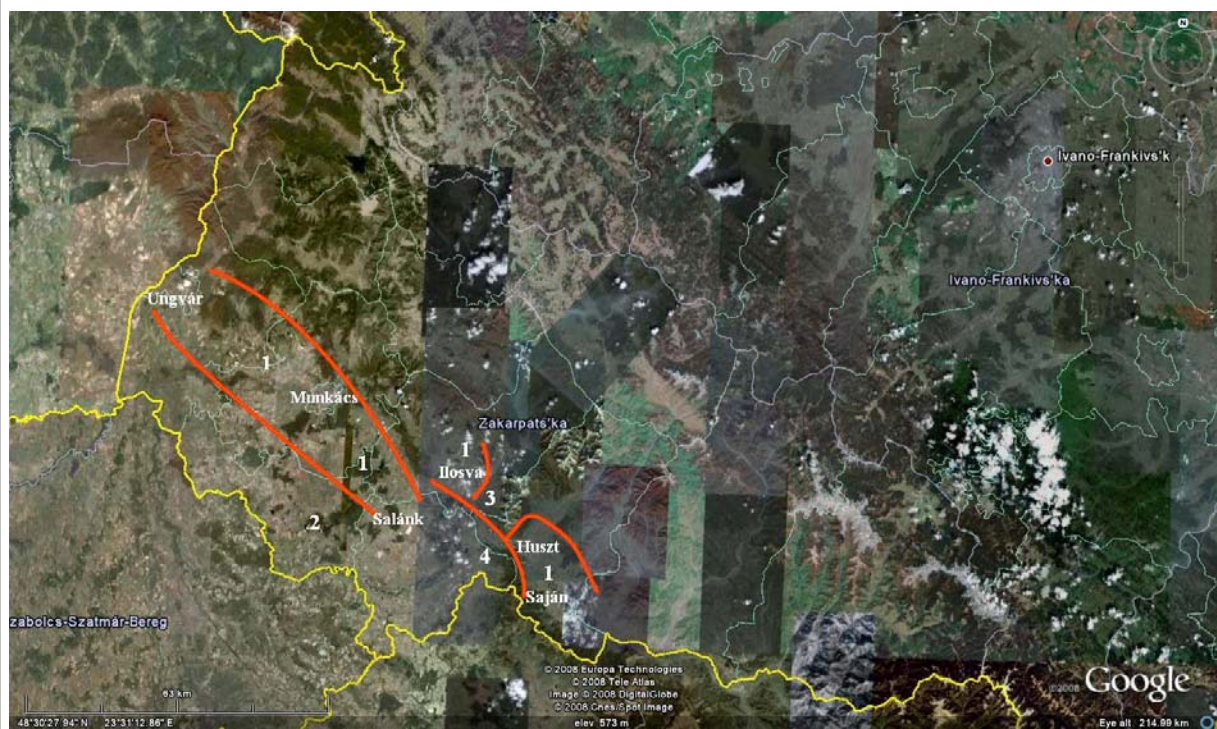 N
Ivano-Frankivs'k
Ivano-Frankivs'ka
Ungvár
1
Munkács
Zakarpats'ka
1
1
Ilosva
3
2
Salánk
Huszt
4
1
Saján
zabolcs-Szatmár-Bereg
© 2008 Europa Technologies
© 2008 Tele Atlas
Image © 2008 DigitalGlobe
© 2008 Cnes/Spot Image
63 km
©2008 Google
48°30'27.94" N 23°31'12.86" E
elev 573 m
Eye alt 214.99 km